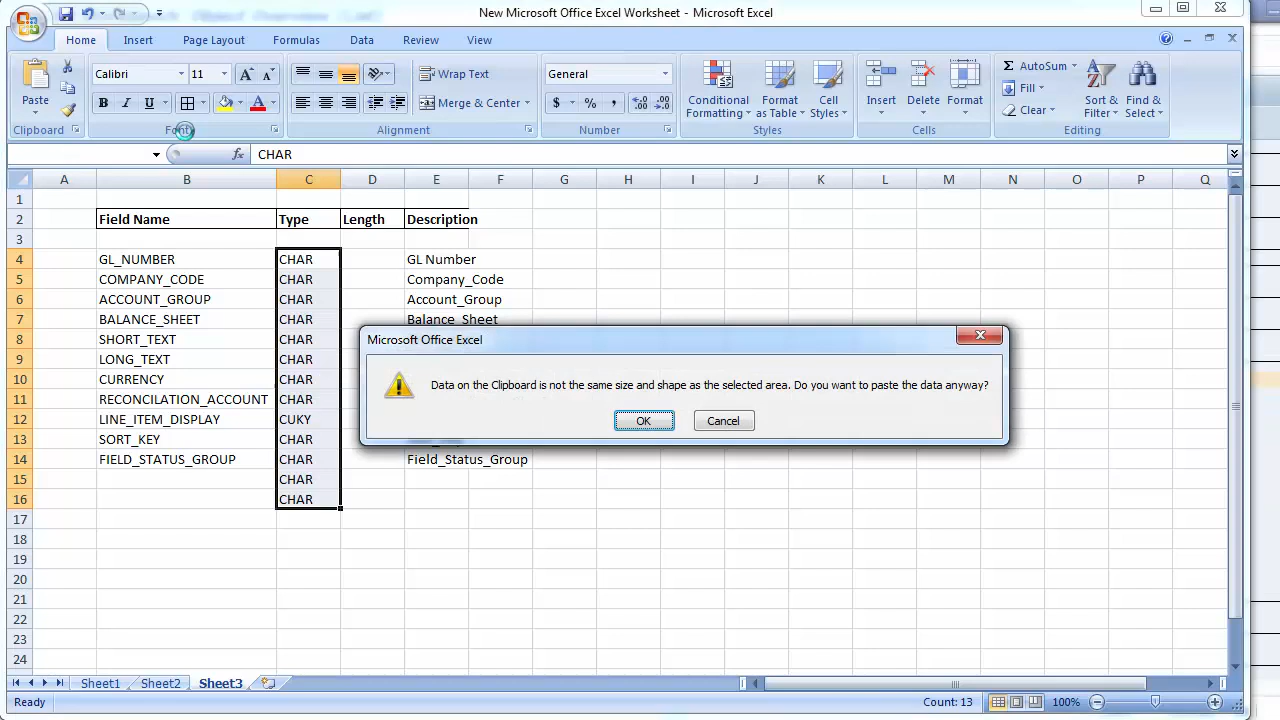 New Microsoft Office Excel Worksheet - Microsoft Excel
Home Insert Page Layout Formulas Data Review View
Calibri 11 Wrap Text General AutoSum
Paste B I U Merge & Center $ % , Conditional Formatting Format as Table Cell Styles Insert Delete Format Fill Clear Sort & Filter Find & Select
Clipboard Font Alignment Number Styles Cells Editing
fx CHAR
A B C D E F G H I J K L M N O P Q
1
2 Field Name Type Length Description
3
4 GL_NUMBER CHAR GL Number
5 COMPANY_CODE CHAR Company_Code
6 ACCOUNT_GROUP CHAR Account_Group
7 BALANCE_SHEET CHAR Balance_Sheet
8 SHORT_TEXT CHAR
9 LONG_TEXT CHAR
10 CURRENCY CHAR
11 RECONCILATION_ACCOUNT CHAR
12 LINE_ITEM_DISPLAY CUKY
13 SORT_KEY CHAR
14 FIELD_STATUS_GROUP CHAR Field_Status_Group
15 CHAR
16 CHAR
17
18
19
20
21
22
23
24
Microsoft Office Excel
Data on the Clipboard is not the same size and shape as the selected area. Do you want to paste the data anyway?
OK Cancel
Sheet1 Sheet2 Sheet3
Ready Count: 13 100%